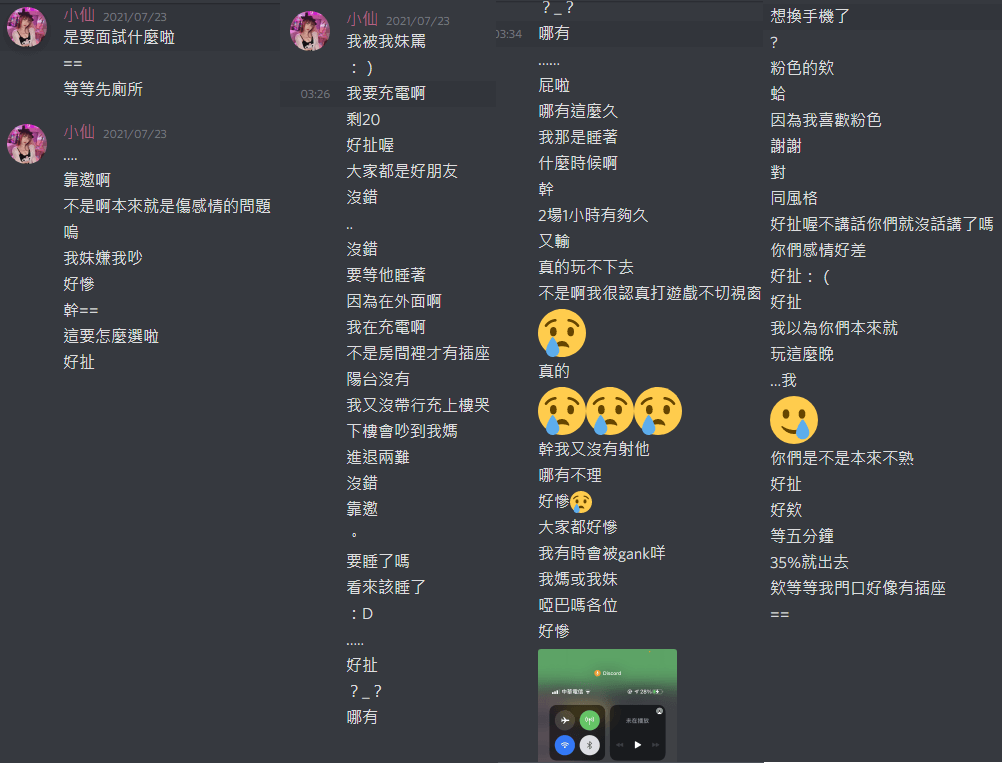 小仙 2021/07/23
是要面試什麼啦
==
等等先廁所
小仙 2021/07/23
....
靠邀啊
不是啊本來就是傷感情的問題
嗚
我妹嫌我吵
好慘
幹==
這要怎麼選啦
好扯
小仙 2021/07/23
我被我妹罵
：)
03:26 我要充電啊
剩20
好扯喔
大家都是好朋友
沒錯
..
沒錯
要等他睡著
因為在外面啊
我在充電啊
不是房間裡才有插座
陽台沒有
我又沒帶行充上樓哭
下樓會吵到我媽
進退兩難
沒錯
靠邀
。
要睡了嗎
看來該睡了
：D
.....
好扯
？_？
哪有
？_？
03:34 哪有
......
屁啦
哪有這麼久
我那是睡著
什麼時候啊
幹
2場1小時有夠久
又輸
真的玩不下去
不是啊我很認真打遊戲不切視窗
😢
真的
😢😢😢
幹我又沒有射他
哪有不理
好慘😢
大家都好慘
我有時會被gank咩
我媽或我妹
啞巴嗎各位
好慘
Discord
中華電信 28%
未在播放
想換手機了
?
粉色的欸
蛤
因為我喜歡粉色
謝謝
對
同風格
好扯喔不講話你們就沒話講了嗎
你們感情好差
好扯：(
好扯
我以為你們本來就
玩這麼晚
...我
🥲
你們是不是本來不熟
好扯
好欸
等五分鐘
35%就出去
欸等等我門口好像有插座
==